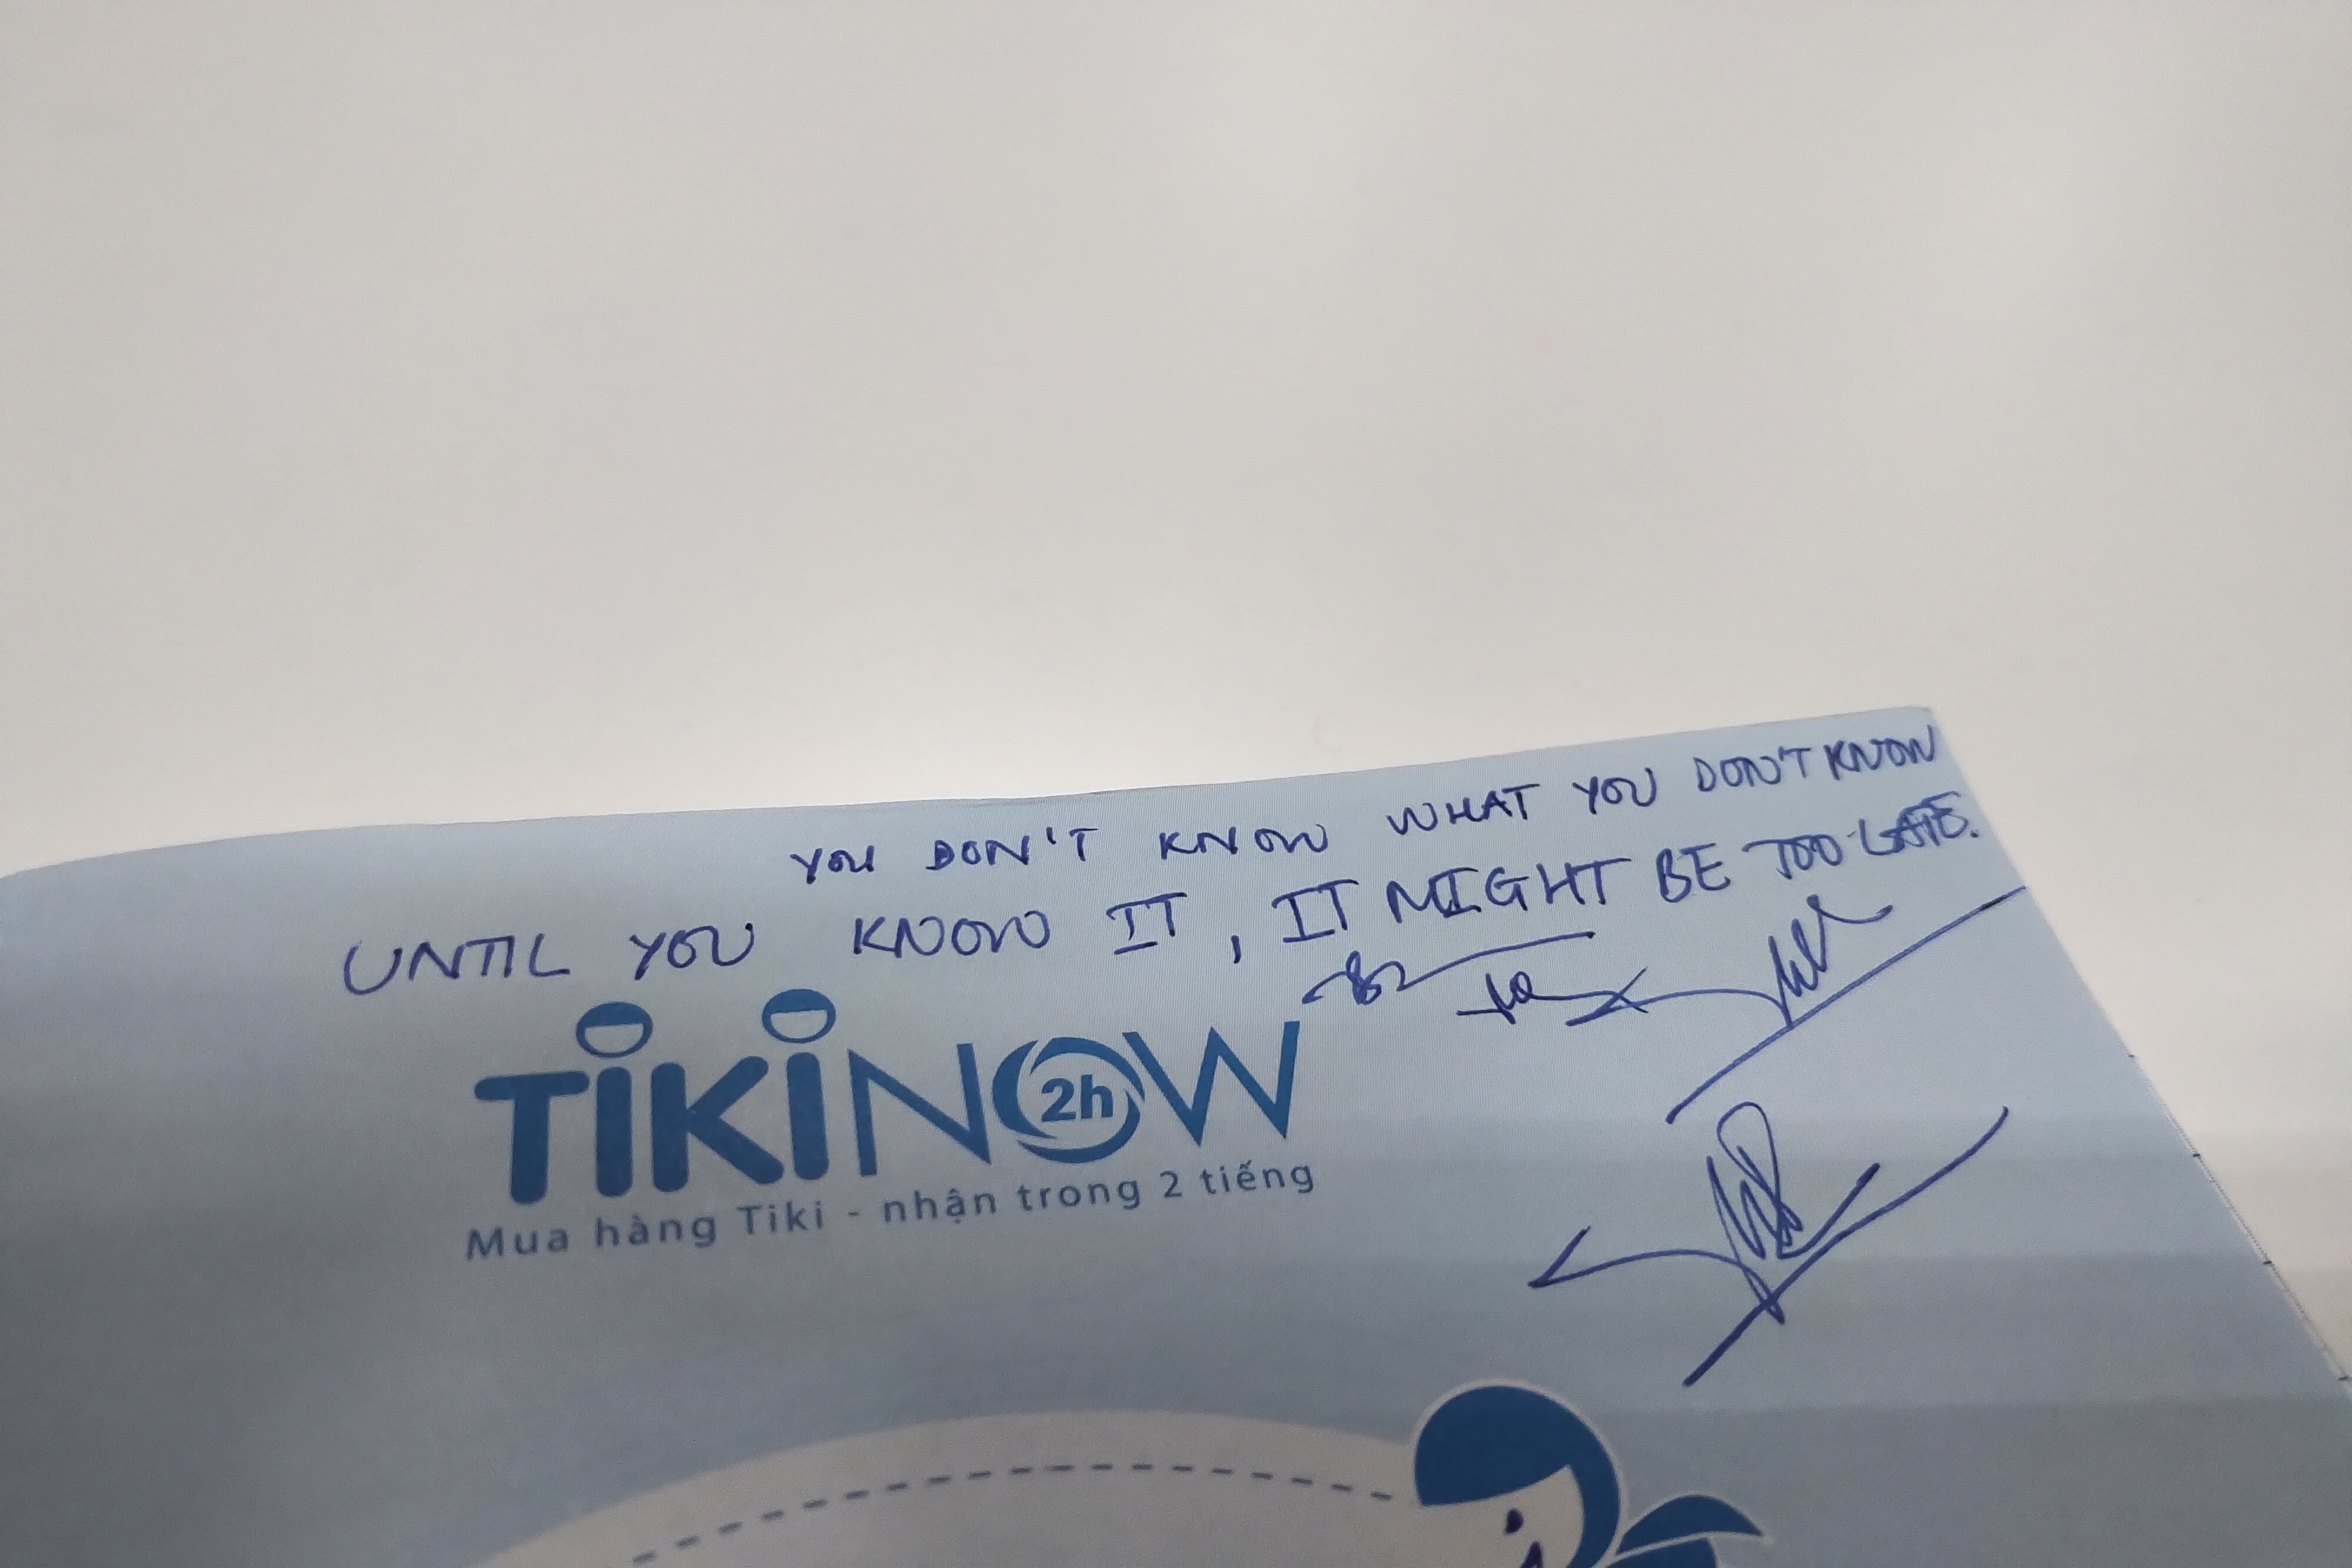 YOU DON'T KNOW WHAT YOU DON'T KNOW
UNTIL YOU KNOW IT, IT MIGHT BE TOO LATE.
TiKiNOW
2h
Mua hàng Tiki - nhận trong 2 tiếng